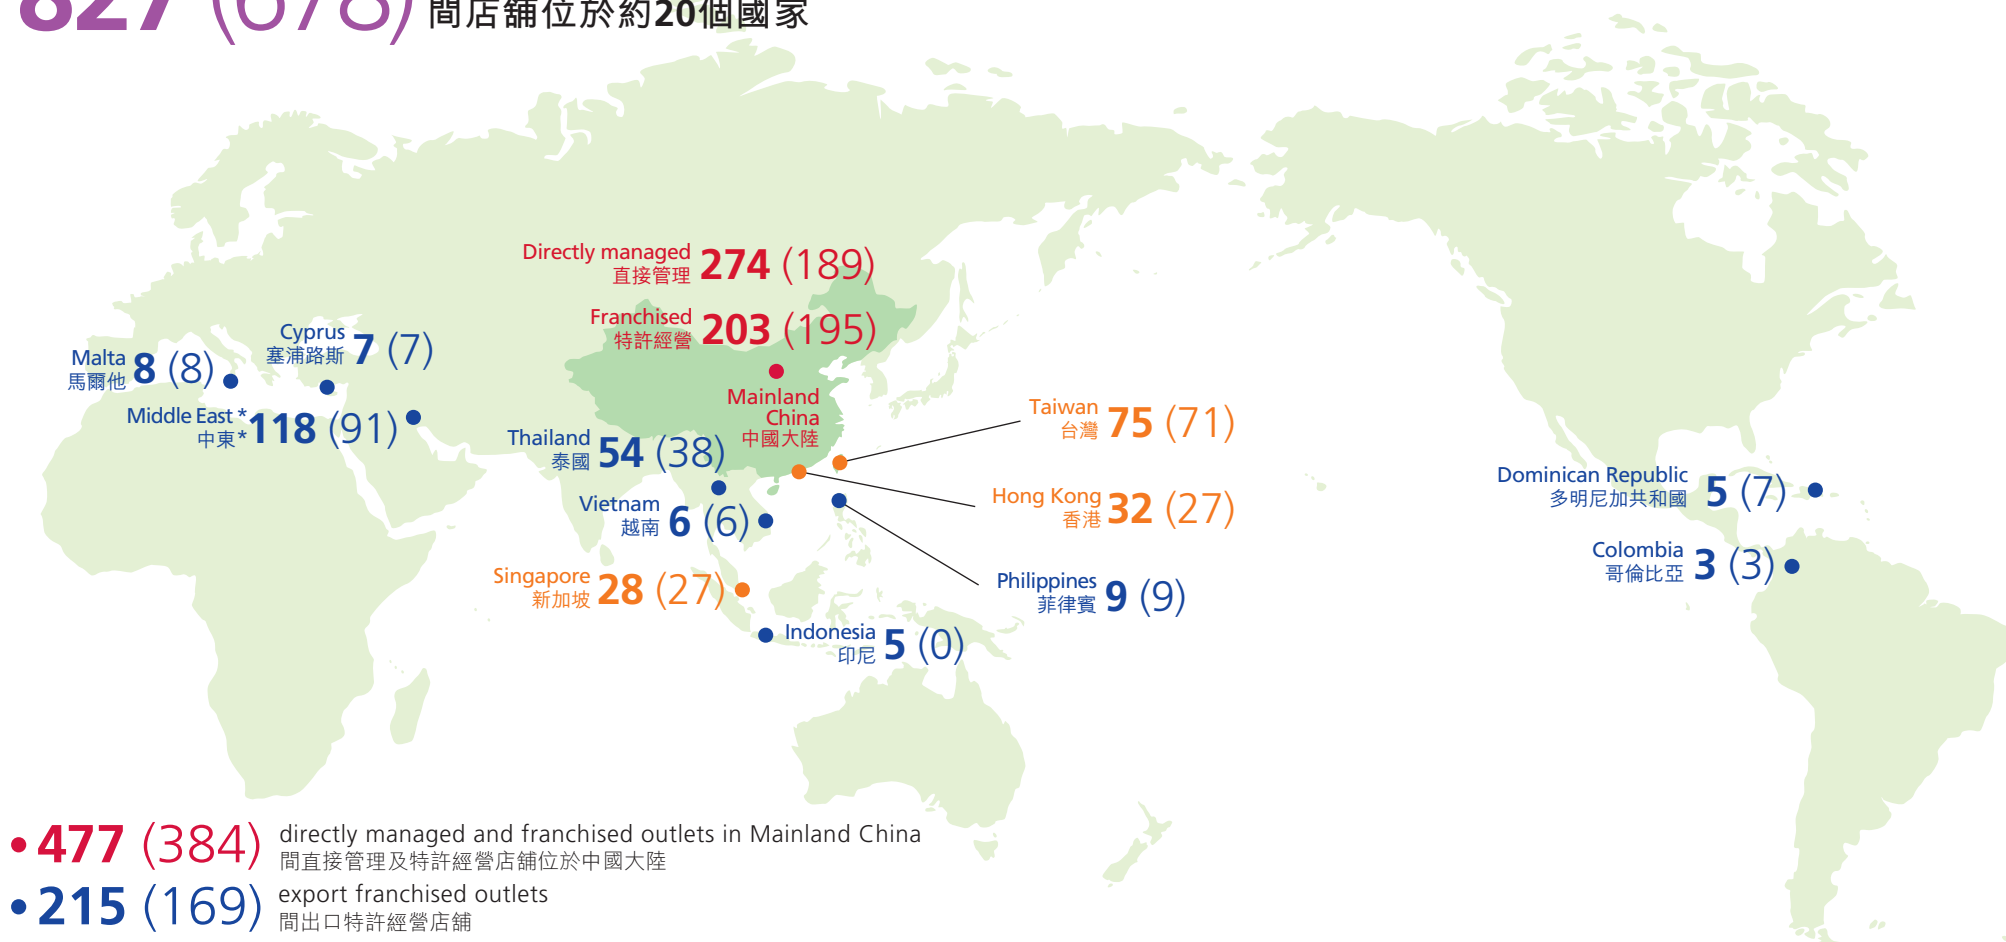 827 (678) 間店舖位於約20個國家
Directly managed 274 (189)
直接管理
Franchised 203 (195)
特許經營
Mainland
China
中國大陸
Cyprus 7 (7)
塞浦路斯
Malta 8 (8)
馬爾他
Middle East * 118 (91)
中東*
Thailand 54 (38)
泰國
Vietnam 6 (6)
越南
Singapore 28 (27)
新加坡
Indonesia 5 (0)
印尼
Taiwan 75 (71)
台灣
Hong Kong 32 (27)
香港
Philippines 9 (9)
菲律賓
Dominican Republic 5 (7)
多明尼加共和國
Colombia 3 (3)
哥倫比亞
• 477 (384) directly managed and franchised outlets in Mainland China
間直接管理及特許經營店舖位於中國大陸
• 215 (169) export franchised outlets
間出口特許經營店舖